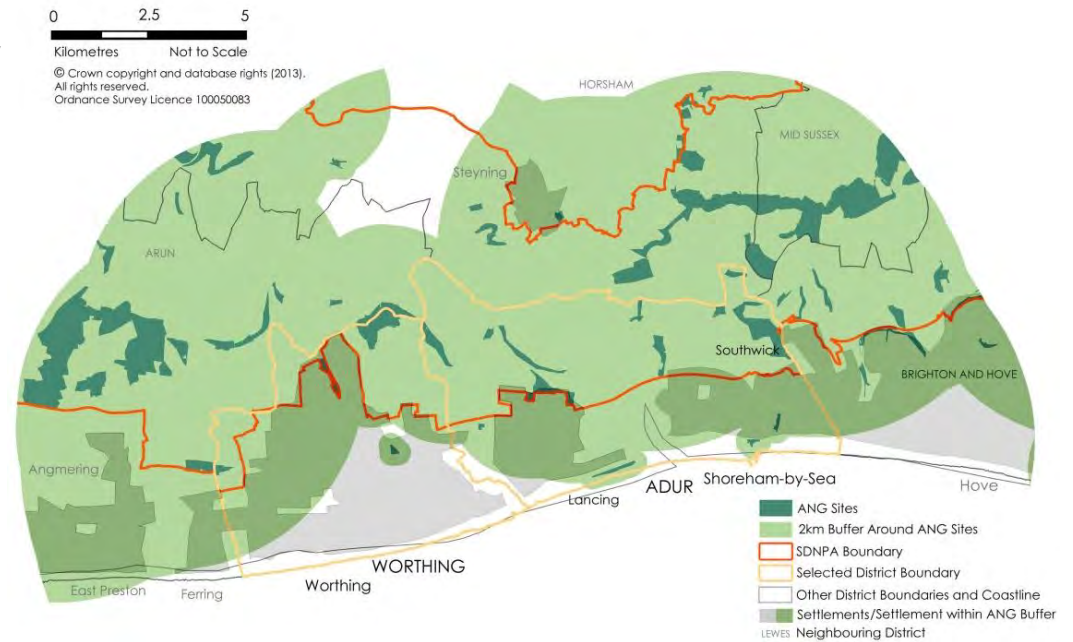 0 2.5 5
Kilometres Not to Scale
© Crown copyright and database rights (2013).
All rights reserved.
Ordnance Survey Licence 100050083
HORSHAM
MID SUSSEX
Steyning
ARUN
Southwick
BRIGHTON AND HOVE
Angmering
Shoreham-by-Sea
ADUR
Hove
Lancing
WORTHING
Worthing
East Preston
Ferring
ANG Sites
2km Buffer Around ANG Sites
SDNPA Boundary
Selected District Boundary
Other District Boundaries and Coastline
Settlements/Settlement within ANG Buffer
LEWES Neighbouring District